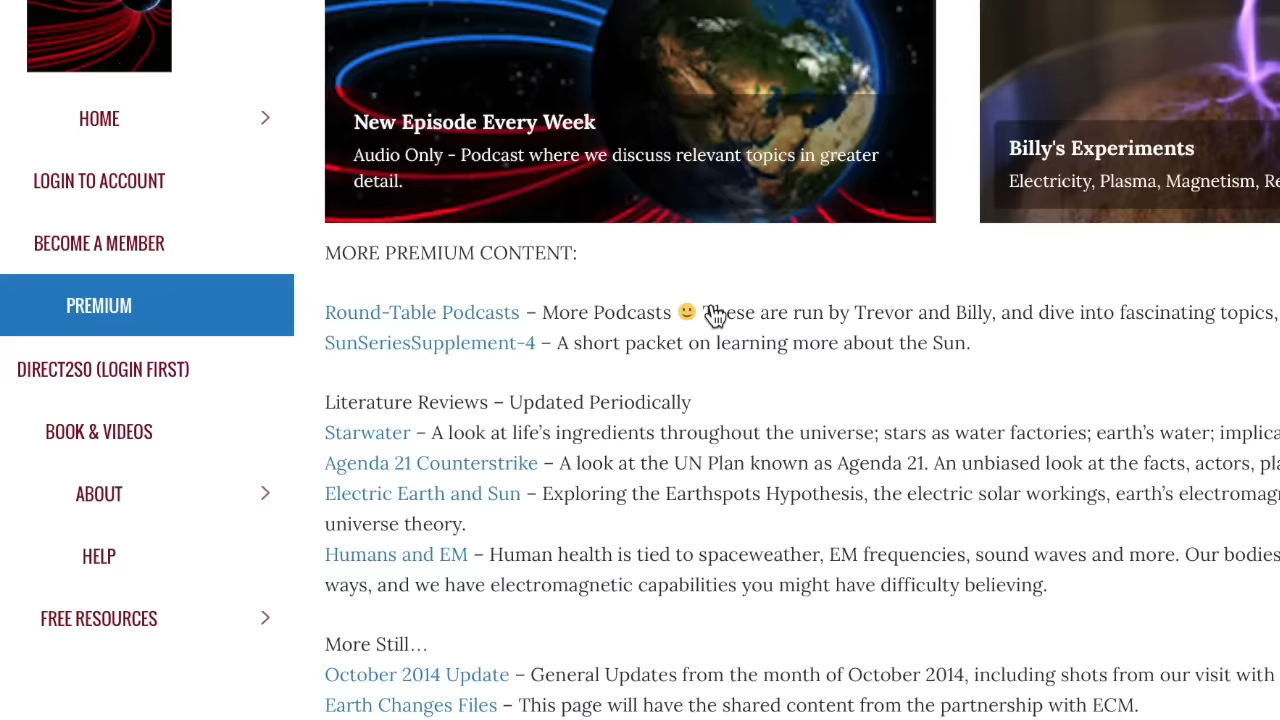 New Episode Every Week
Audio Only - Podcast where we discuss relevant topics in greater
detail.
Billy's Experiments
Electricity, Plasma, Magnetism,
HOME
LOGIN TO ACCOUNT
BECOME A MEMBER
PREMIUM
DIRECT2S0 (LOGIN FIRST)
BOOK & VIDEOS
ABOUT
HELP
FREE RESOURCES
MORE PREMIUM CONTENT:
Round-Table Podcasts – More Podcasts 🙂 These are run by Trevor and Billy, and dive into fascinating topics,
SunSeriesSupplement-4 – A short packet on learning more about the Sun.
Literature Reviews – Updated Periodically
Starwater – A look at life's ingredients throughout the universe; stars as water factories; earth's water;
Agenda 21 Counterstrike – A look at the UN Plan known as Agenda 21. An unbiased look at the facts, actors,
Electric Earth and Sun – Exploring the Earthspots Hypothesis, the electric solar workings, earth's
universe theory.
Humans and EM – Human health is tied to spaceweather, EM frequencies, sound waves and more. Our bodies
ways, and we have electromagnetic capabilities you might have difficulty believing.
More Still…
October 2014 Update – General Updates from the month of October 2014, including shots from our visit with
Earth Changes Files – This page will have the shared content from the partnership with ECM.